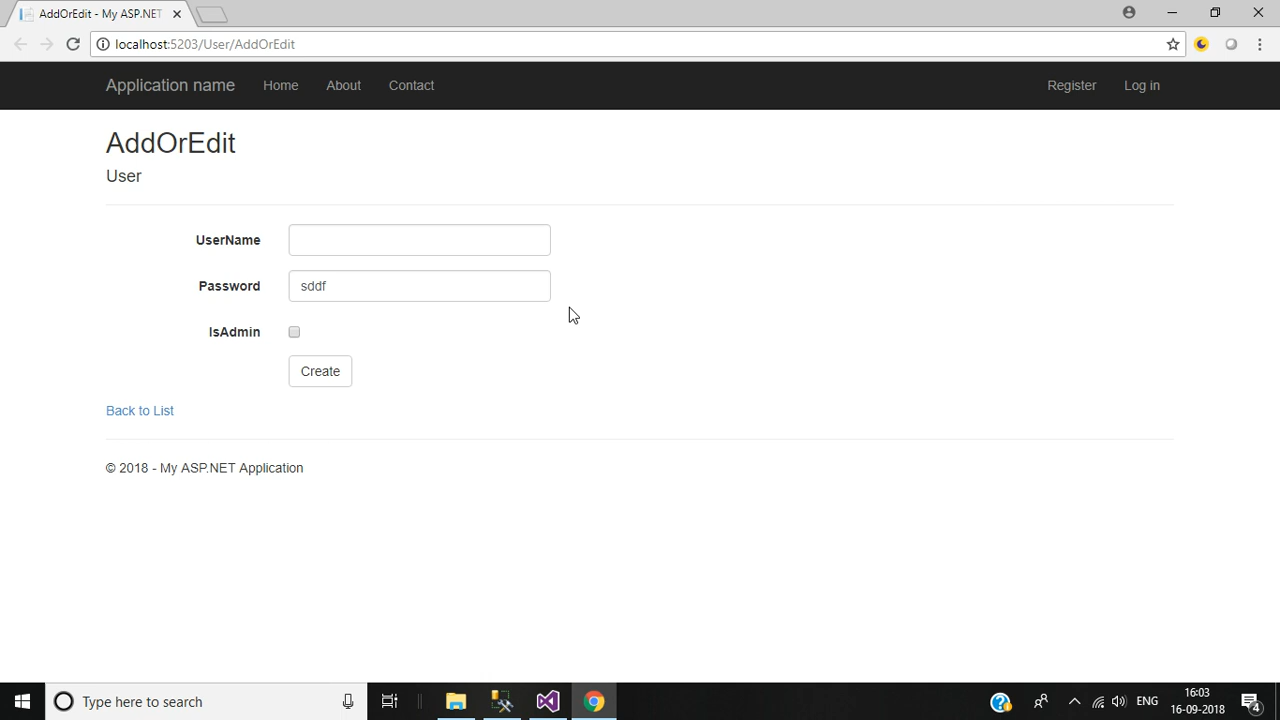 AddOrEdit - My ASP.NET
localhost:5203/User/AddOrEdit
Application name Home About Contact Register Log in
AddOrEdit
User
UserName
Password sddf
IsAdmin
Create
Back to List
© 2018 - My ASP.NET Application
Type here to search
ENG
16:03
16-09-2018
4